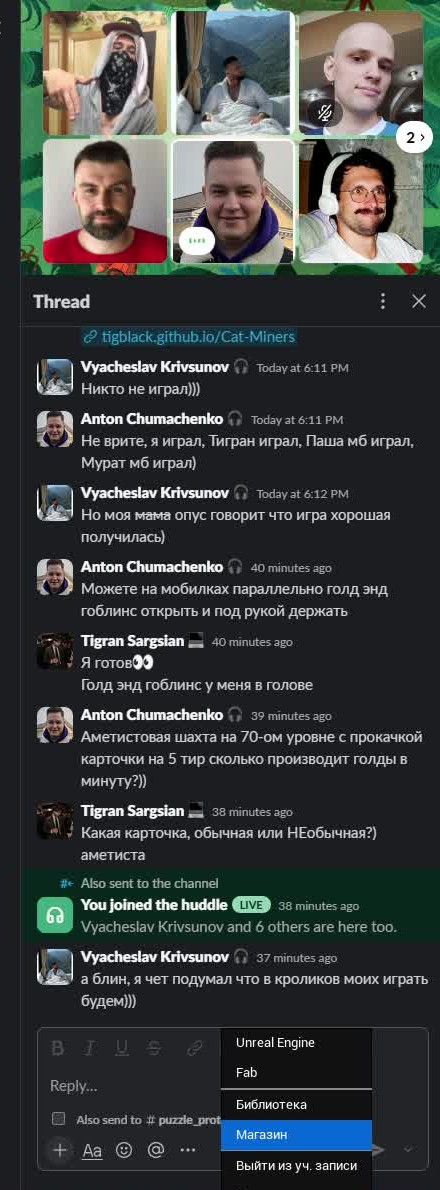 2 ›
Thread
tigblack.github.io/Cat-Miners
Vyacheslav Krivsunov Today at 6:11 PM
Никто не играл)))
Anton Chumachenko Today at 6:11 PM
Не врите, я играл, Тигран играл, Паша мб играл,
Мурат мб играл)
Vyacheslav Krivsunov Today at 6:12 PM
Но моя мама опус говорит что игра хорошая
получилась)
Anton Chumachenko 40 minutes ago
Можете на мобилках параллельно голд энд
гоблинс открыть и под рукой держать
Tigran Sargsian 40 minutes ago
Я готов👀
Голд энд гоблинс у меня в голове
Anton Chumachenko 39 minutes ago
Аметистовая шахта на 70-ом уровне с прокачкой
карточки на 5 тир сколько производит голды в
минуту?))
Tigran Sargsian 38 minutes ago
Какая карточка, обычная или НЕобычная?)
аметиста
Also sent to the channel
You joined the huddle LIVE 38 minutes ago
Vyacheslav Krivsunov and 6 others are here too.
Vyacheslav Krivsunov 37 minutes ago
а блин, я чет подумал что в кроликов моих играть
будем)))
B I U S
Reply...
Also send to # puzzle_prot
Aa @
Unreal Engine
Fab
Библиотека
Магазин
Выйти из уч. записи